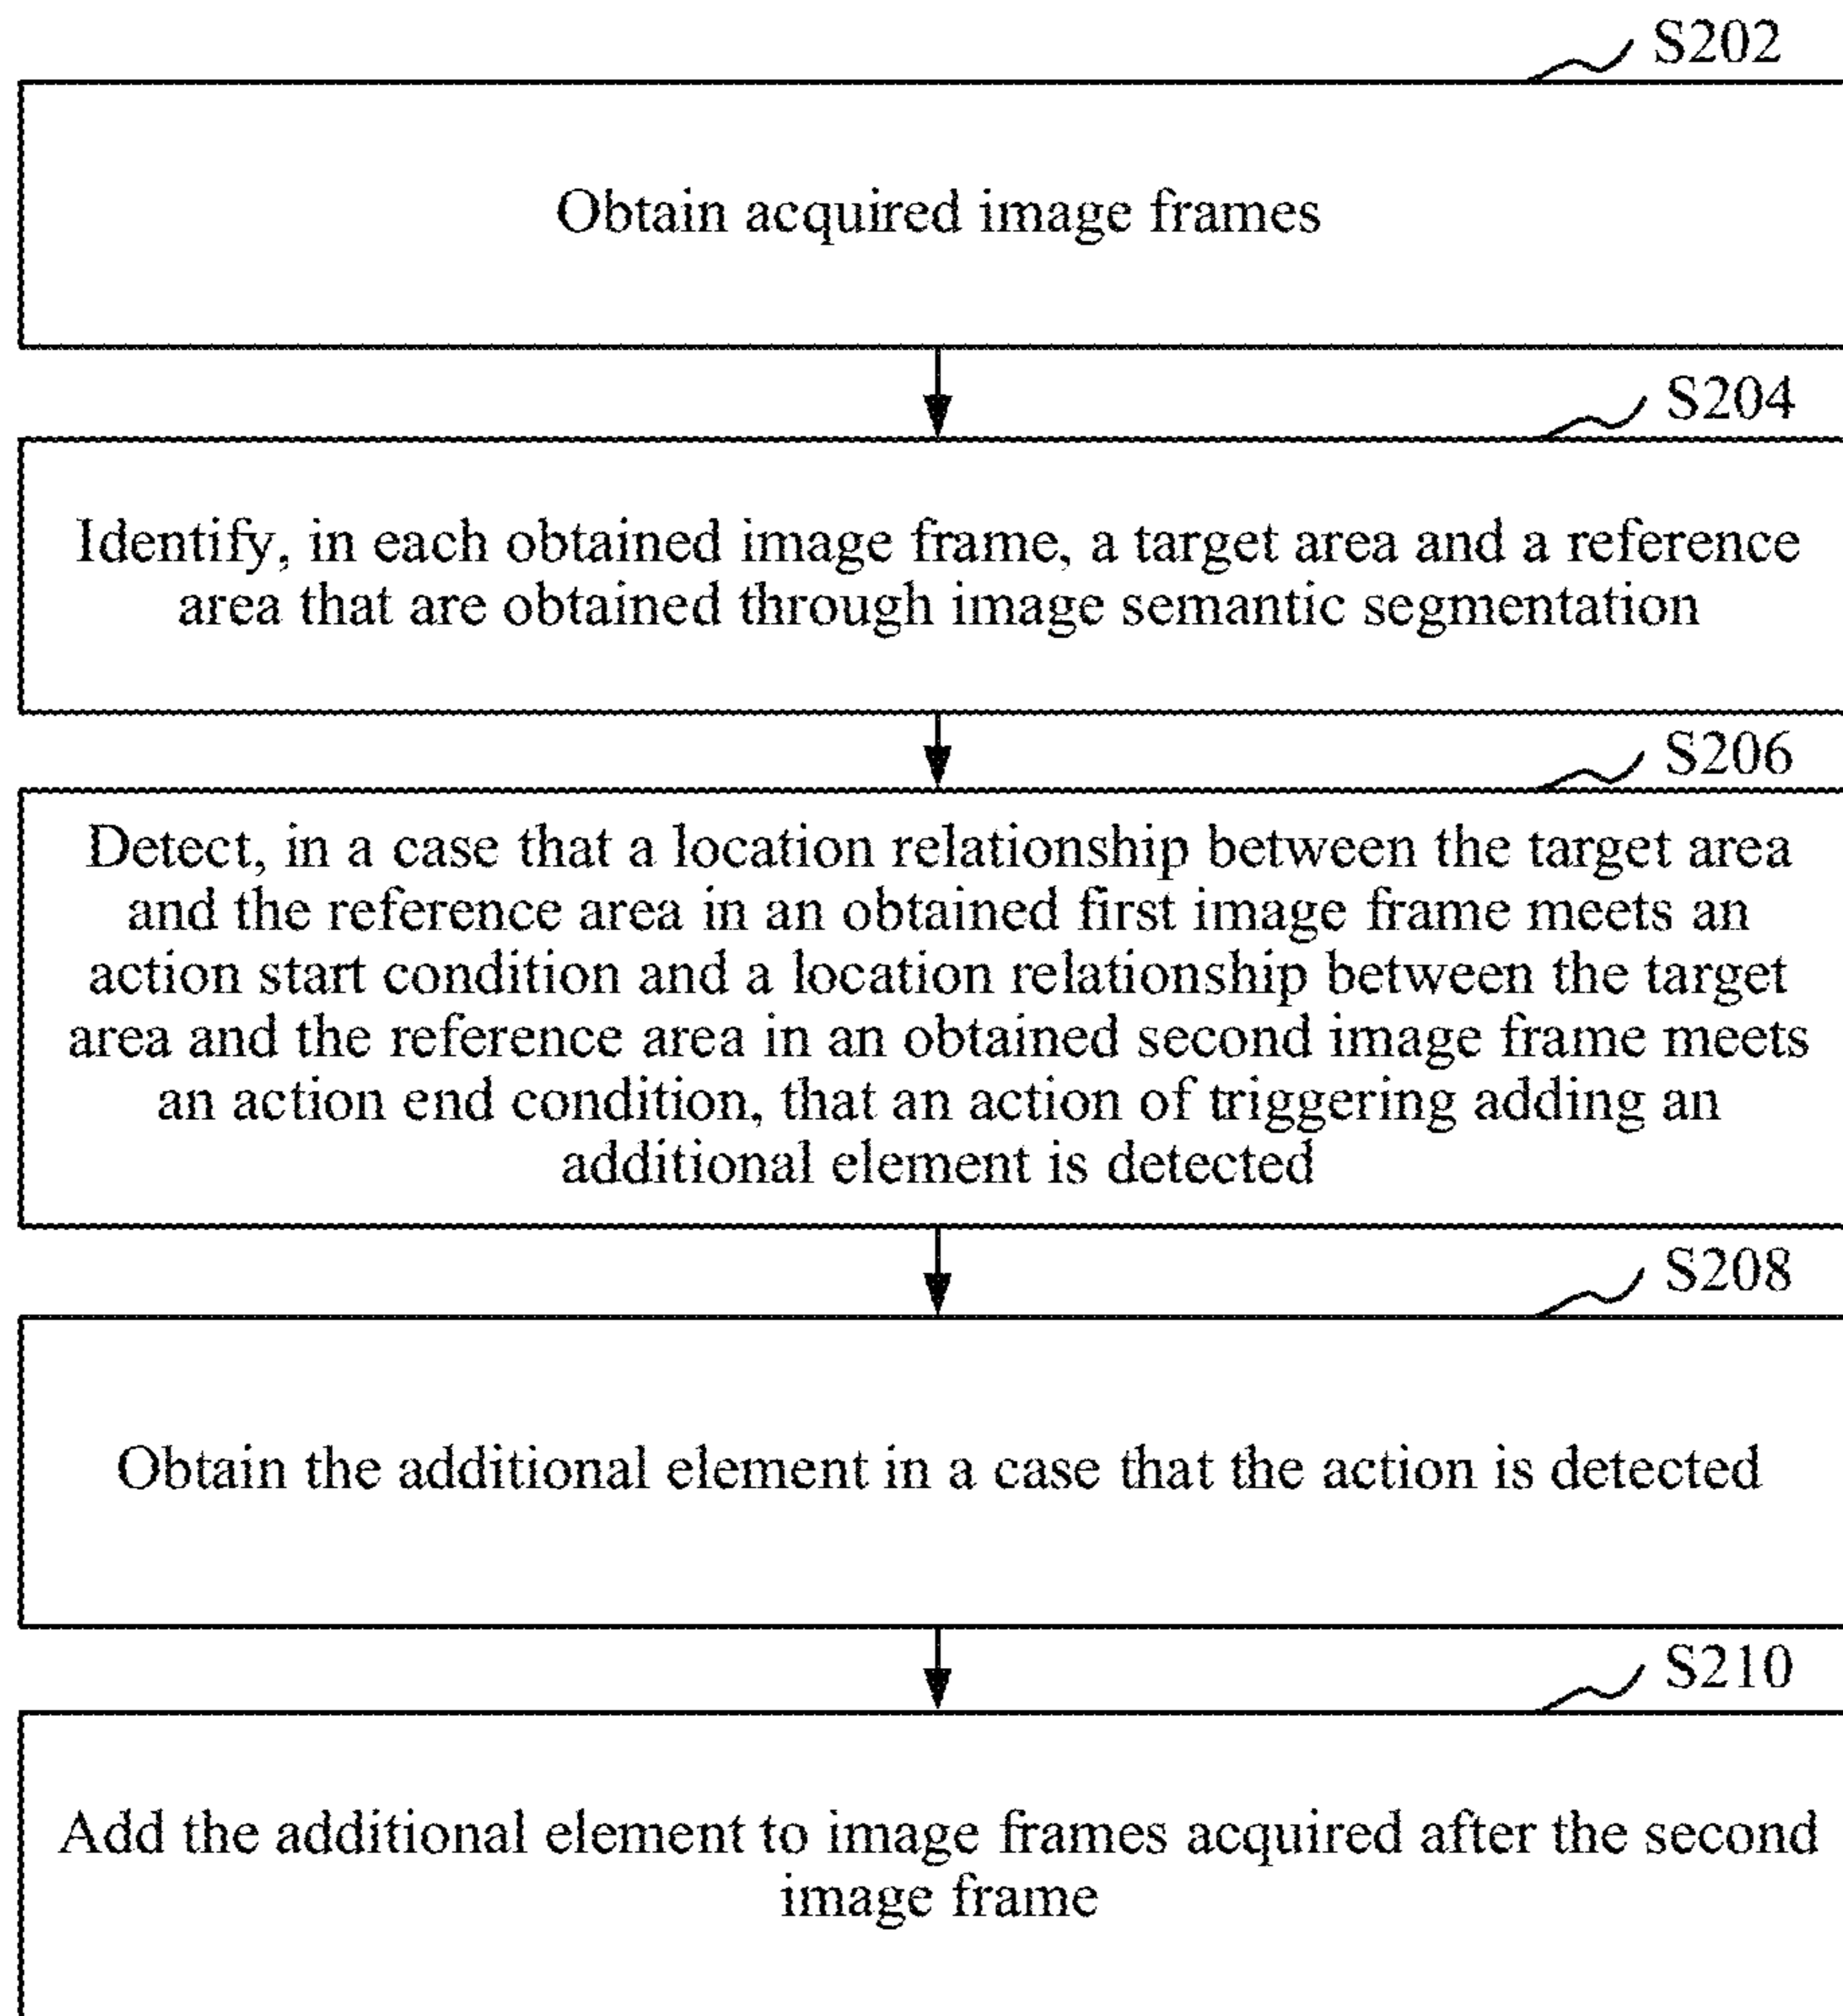 S202
Obtain acquired image frames
S204
Identify, in each obtained image frame, a target area and a reference
area that are obtained through image semantic segmentation
S206
Detect, in a case that a location relationship between the target area
and the reference area in an obtained first image frame meets an
action start condition and a location relationship between the target
area and the reference area in an obtained second image frame meets
an action end condition, that an action of triggering adding an
additional element is detected
S208
Obtain the additional element in a case that the action is detected
S210
Add the additional element to image frames acquired after the second
image frame